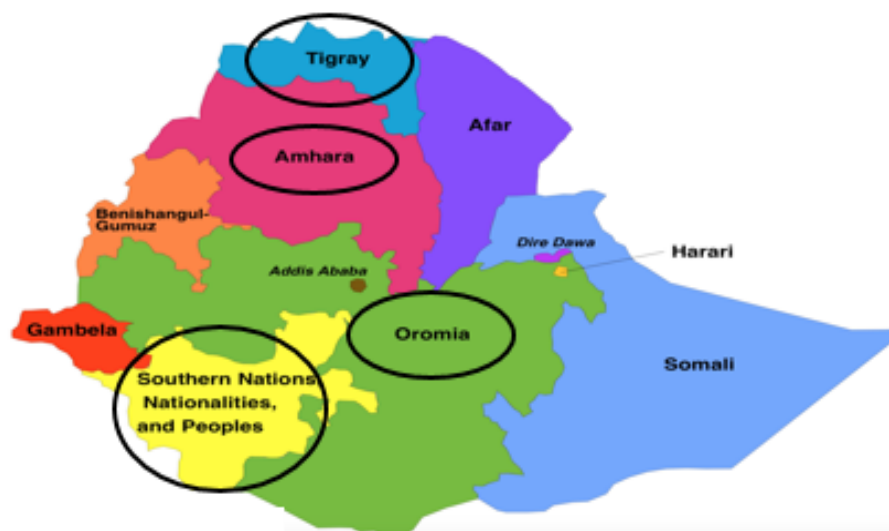 Tigray
Afar
Amhara
Benishangul-
Gumuz
Dire Dawa
Harari
Addis Ababa
Gambela
Oromia
Somali
Southern Nations
Nationalities,
and Peoples